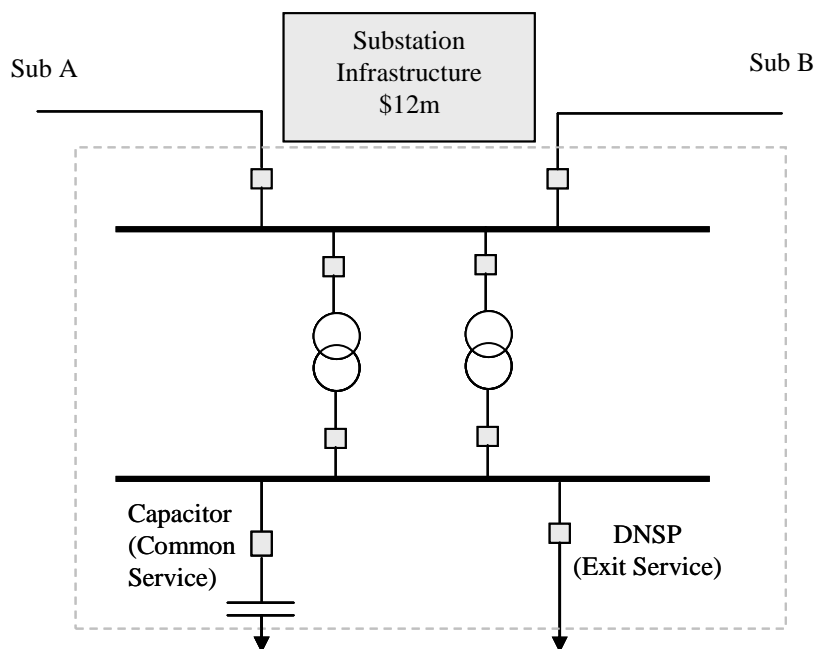 Substation
Infrastructure
$12m
Sub A
Sub B
Capacitor
(Common
Service)
DNSP
(Exit Service)